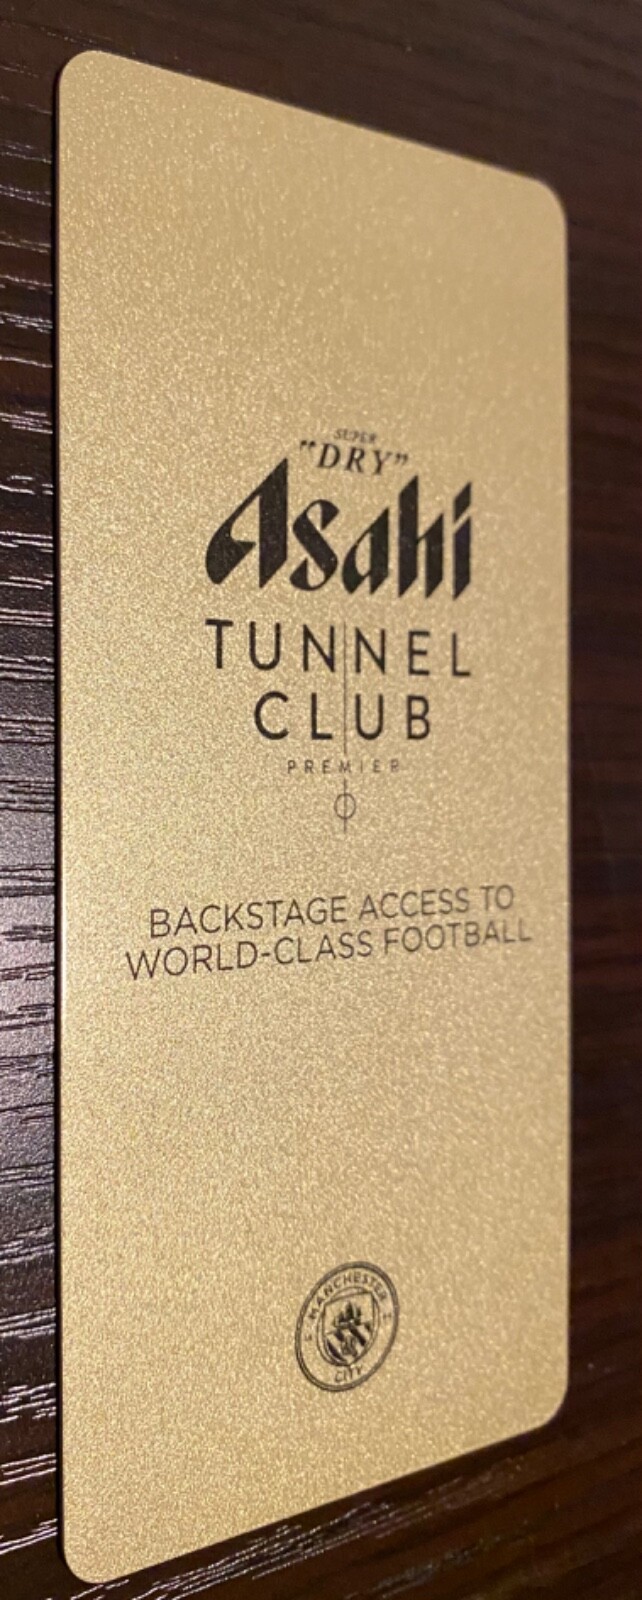 SUPER
"DRY"
Asahi
TUNNEL
CLUB
PREMIER
BACKSTAGE ACCESS TO
WORLD-CLASS FOOTBALL
MANCHESTER
CITY